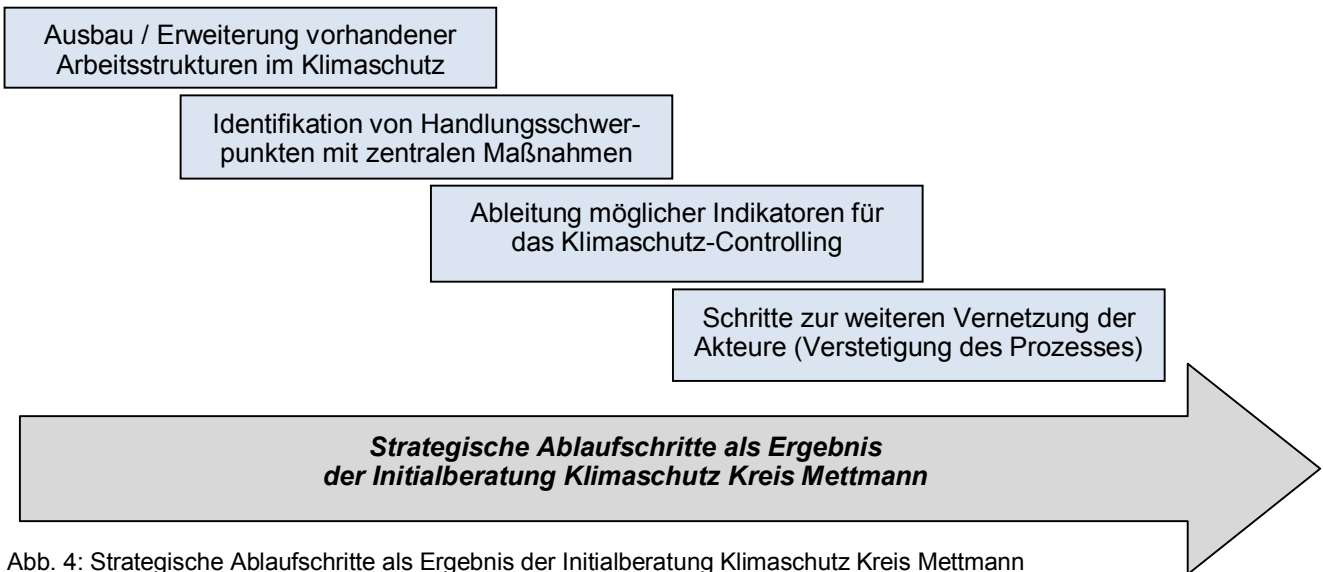 Ausbau / Erweiterung vorhandener
Arbeitsstrukturen im Klimaschutz
Identifikation von Handlungsschwer-
punkten mit zentralen Maßnahmen
Ableitung möglicher Indikatoren für
das Klimaschutz-Controlling
Schritte zur weiteren Vernetzung der
Akteure (Verstetigung des Prozesses)
Strategische Ablaufschritte als Ergebnis
der Initialberatung Klimaschutz Kreis Mettmann
Abb. 4: Strategische Ablaufschritte als Ergebnis der Initialberatung Klimaschutz Kreis Mettmann